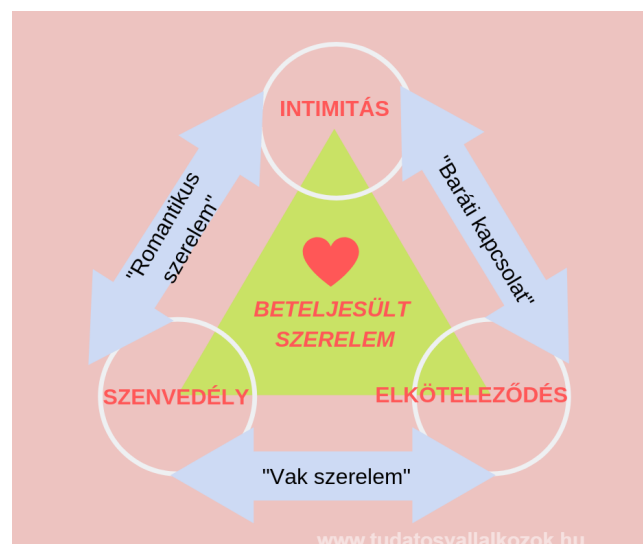 INTIMITÁS
"Romantikus
szerelem"
"Baráti kapcsolat"
BETELJESÜLT
SZERELEM
SZENVEDÉLY
ELKÖTELEZŐDÉS
"Vak szerelem"
www.tudatosvallalkozok.hu